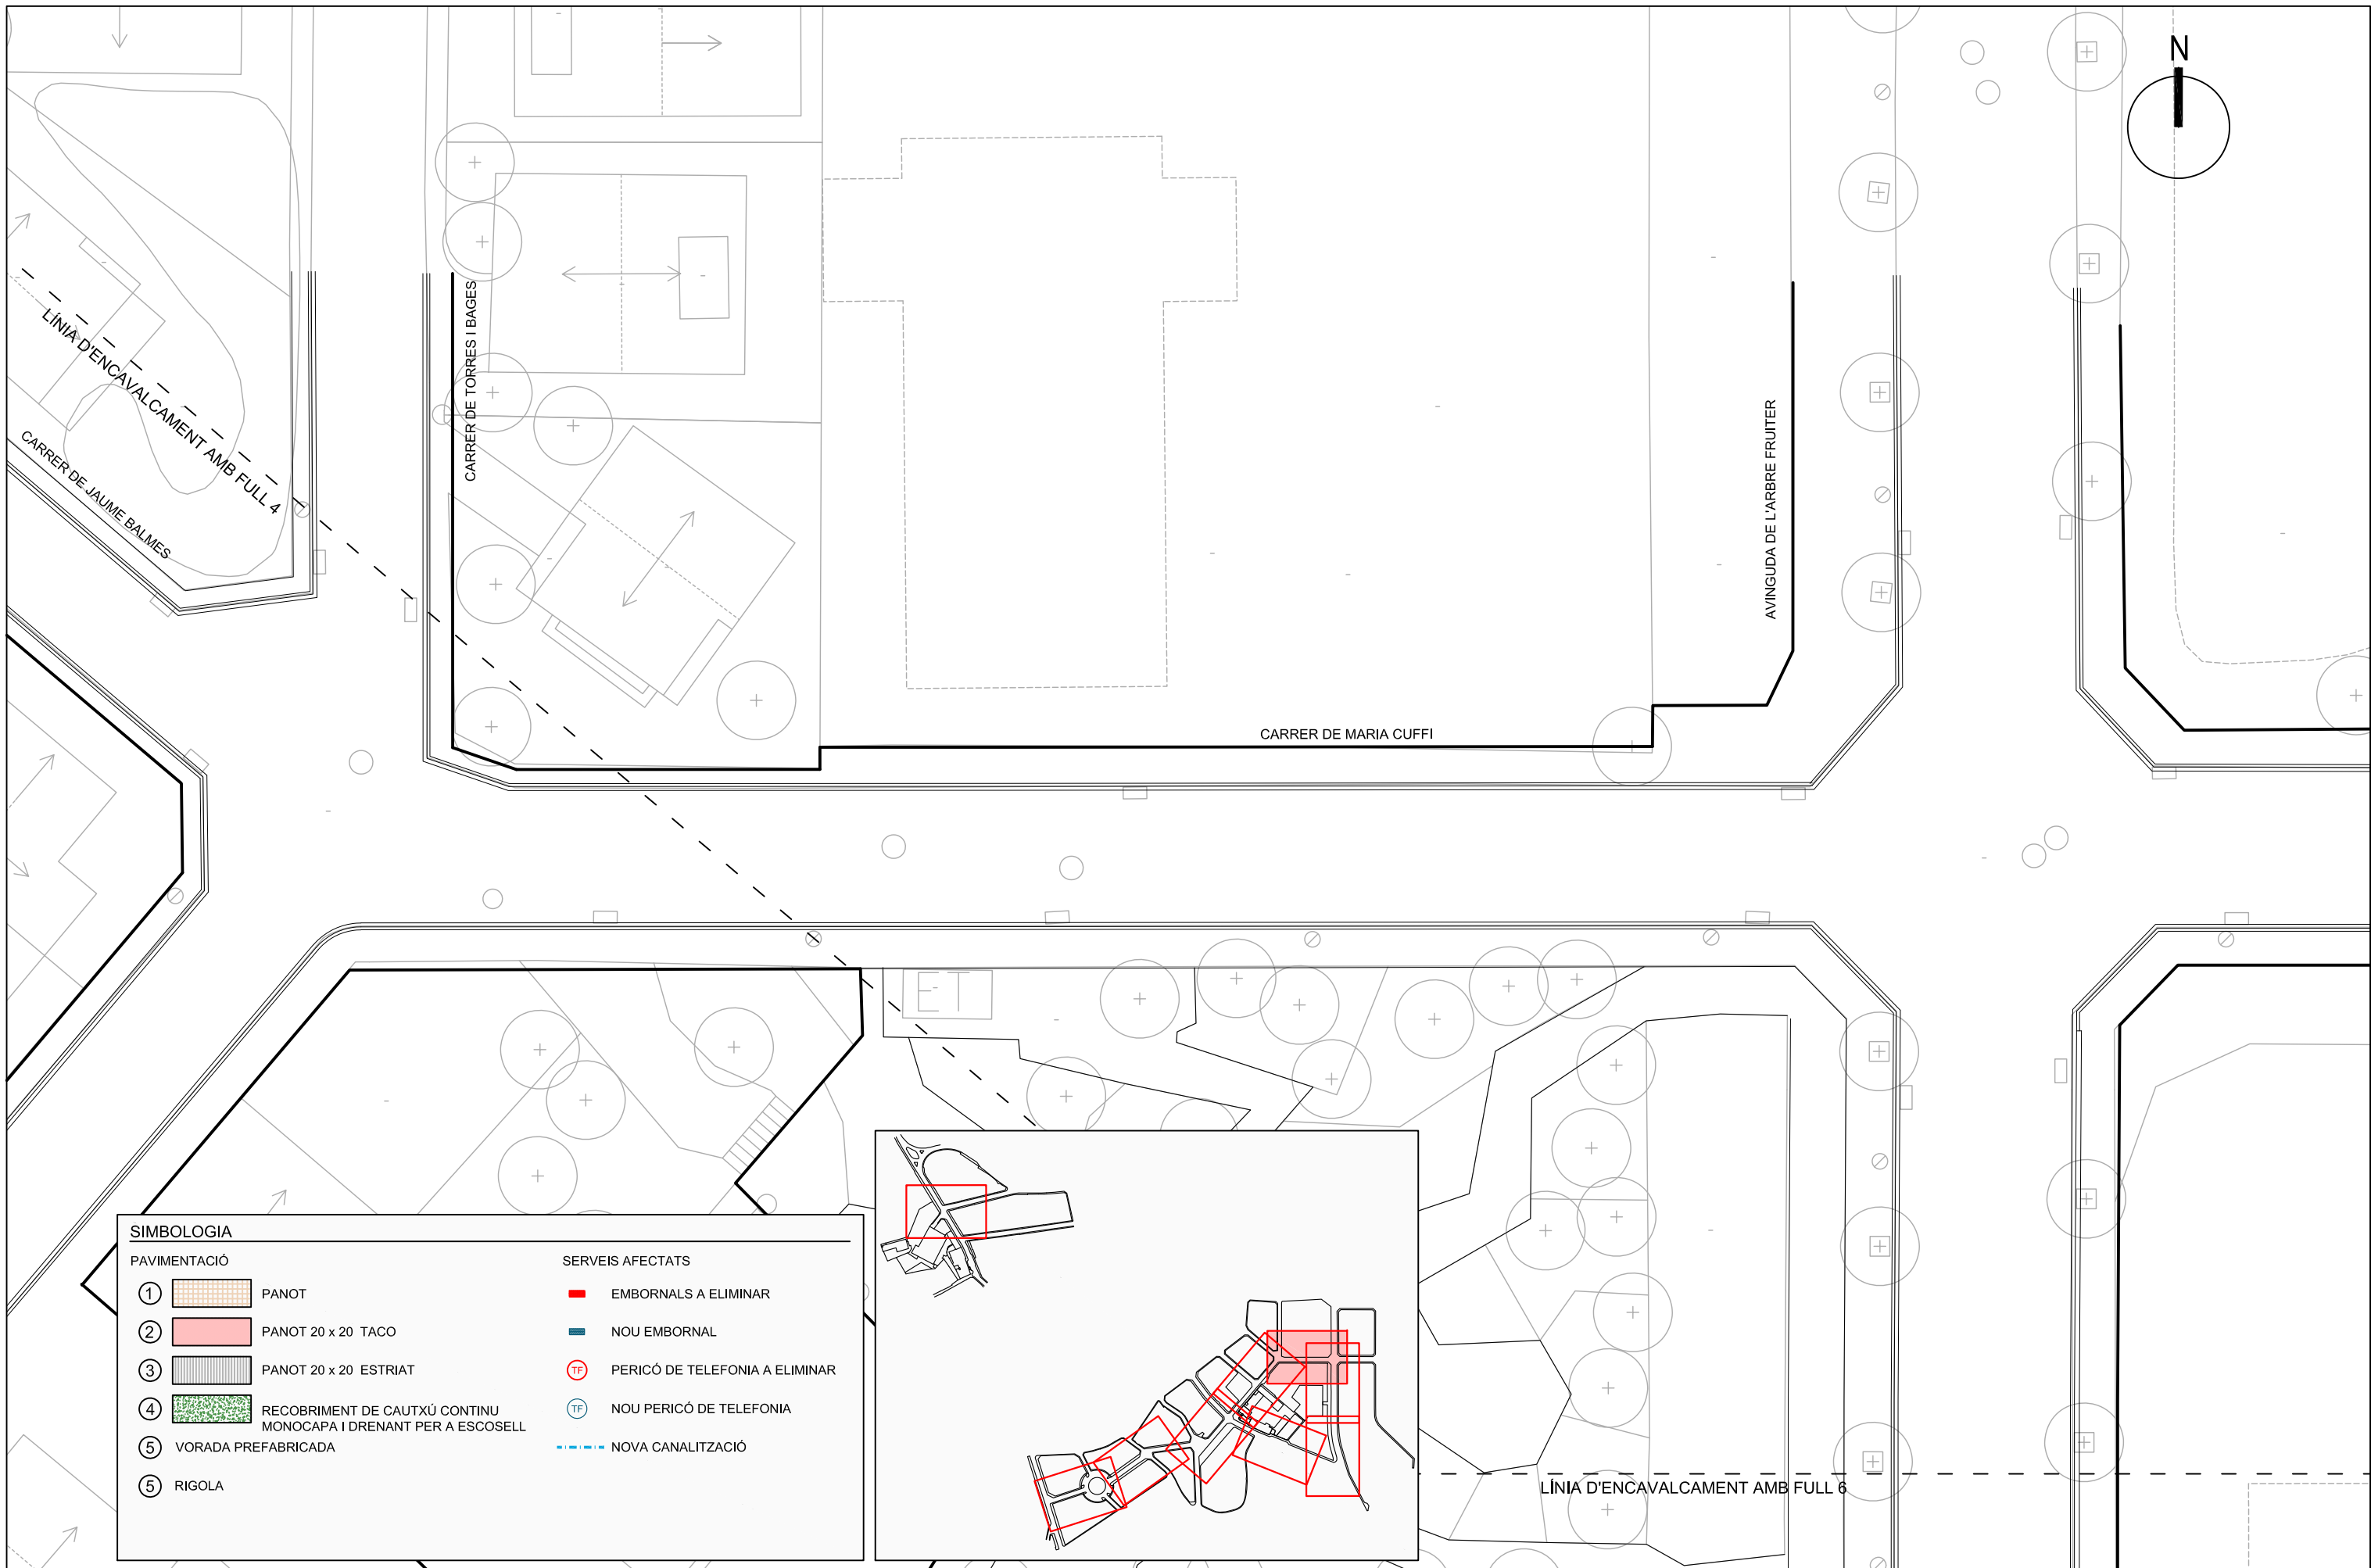 N
CARRER DE TORRES I BAGES
LÍNIA D'ENCAVALCAMENT AMB FULL 4
CARRER DE JAUME BALMES
AVINGUDA DE L'ARBRE FRUITER
CARRER DE MARIA CUFFI
ET
SIMBOLOGIA
PAVIMENTACIÓ
1 PANOT
2 PANOT 20 x 20 TACO
3 PANOT 20 x 20 ESTRIAT
4 RECOBRIMENT DE CAUTXÚ CONTINU
MONOCAPA I DRENANT PER A ESCOSELL
5 VORADA PREFABRICADA
5 RIGOLA
SERVEIS AFECTATS
EMBORNALS A ELIMINAR
NOU EMBORNAL
TF PERICÓ DE TELEFONIA A ELIMINAR
TF NOU PERICÓ DE TELEFONIA
NOVA CANALITZACIÓ
LÍNIA D'ENCAVALCAMENT AMB FULL 6